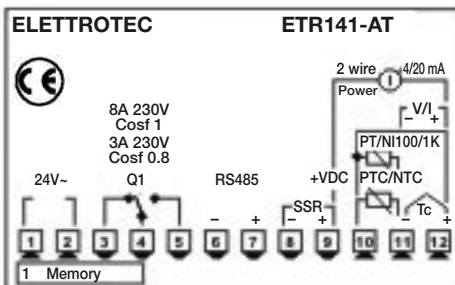 ELETTROTEC ETR141-AT
CE
2 wire 4/20 mA
Power I
V/I
8A 230V
Cosf 1
3A 230V
Cosf 0.8
- +
PT/NI100/1K
24V~ Q1 RS485 +VDC PTC/NTC
- + SSR - Tc +
- +
1 2 3 4 5 6 7 8 9 10 11 12
1 Memory